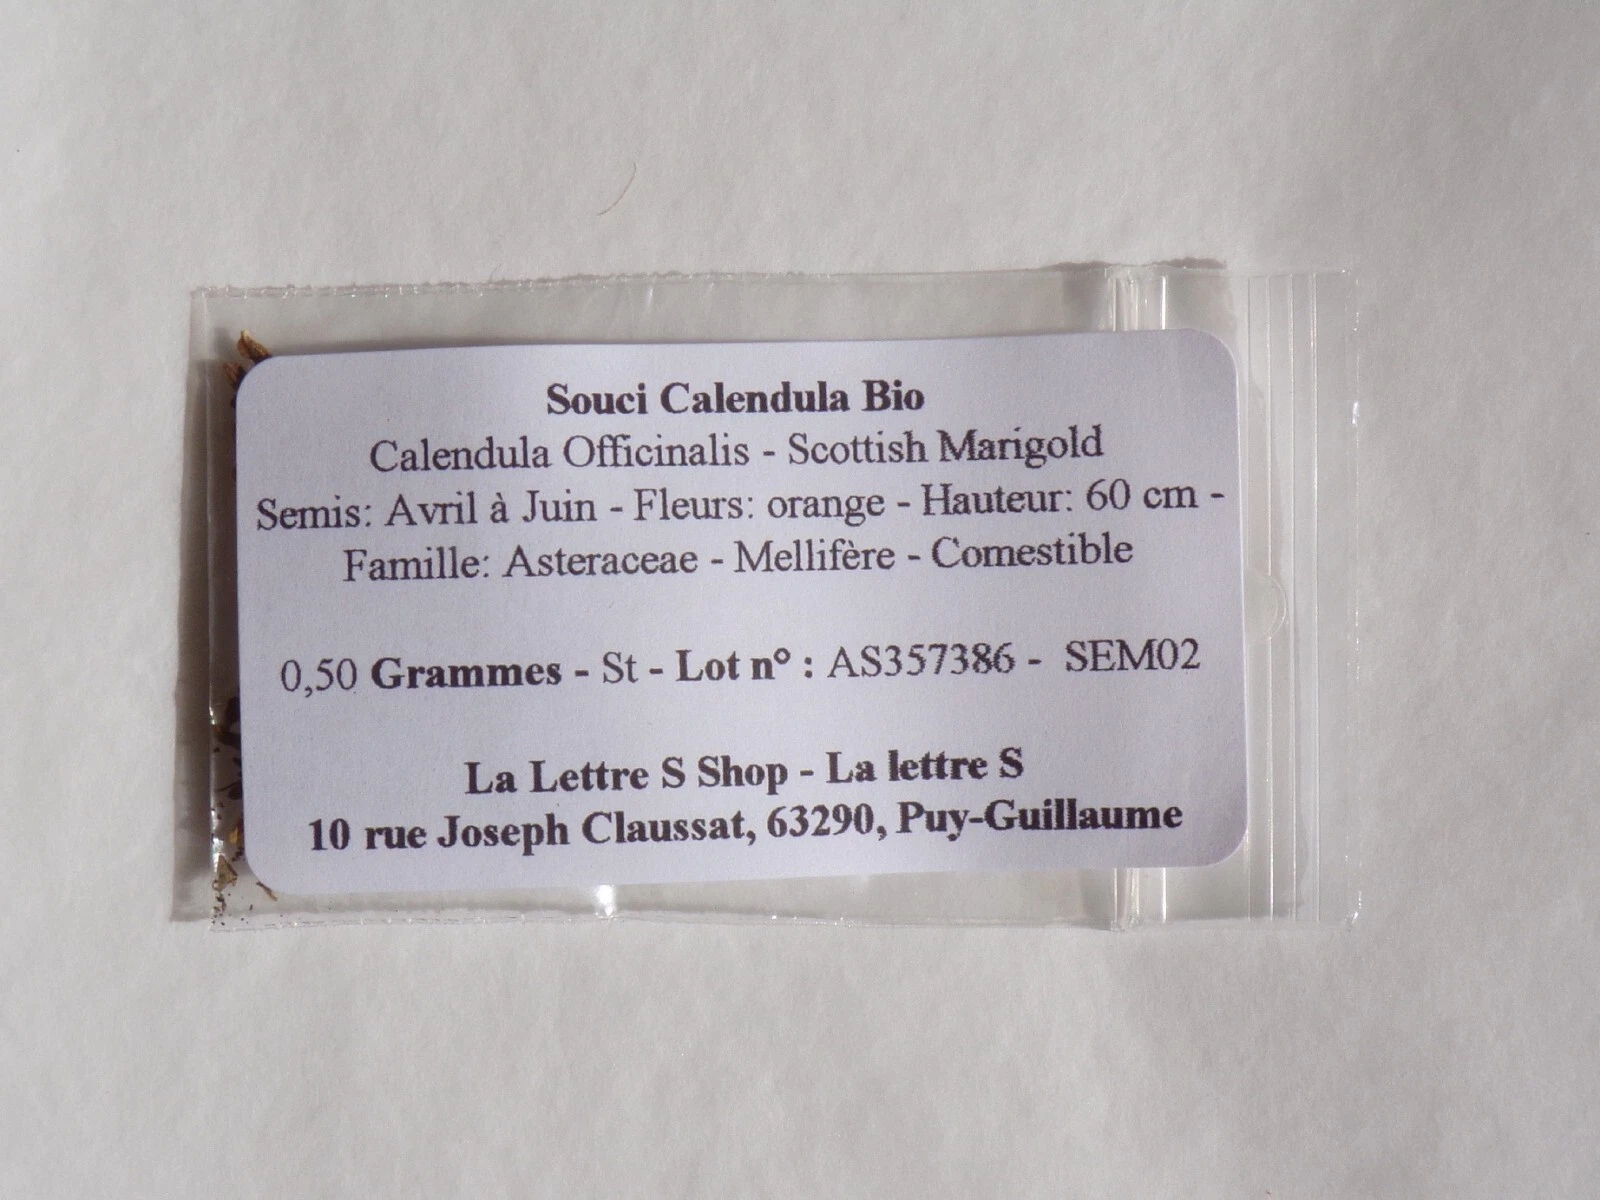 Souci Calendula Bio
Calendula Officinalis - Scottish Marigold
Semis: Avril à Juin - Fleurs: orange - Hauteur: 60 cm -
Famille: Asteraceae - Mellifère - Comestible
0,50 Grammes - St - Lot n° : AS357386 - SEM02
La Lettre S Shop - La lettre S
10 rue Joseph Claussat, 63290, Puy-Guillaume